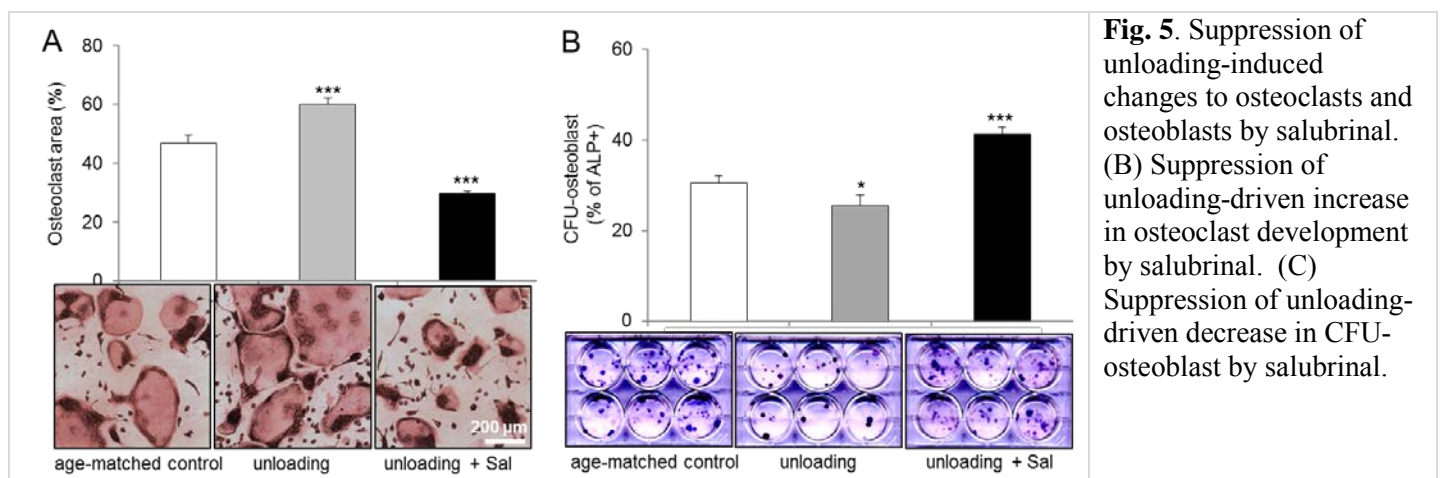 A
80
60
40
20
0
Osteoclast area (%)
***
***
200 µm
age-matched control
unloading
unloading + Sal
B
60
40
20
0
CFU-osteoblast
(% of ALP+)
*
***
age-matched control
unloading
unloading + Sal
Fig. 5. Suppression of
unloading-induced
changes to osteoclasts and
osteoblasts by salubrinal.
(B) Suppression of
unloading-driven increase
in osteoclast development
by salubrinal. (C)
Suppression of unloading-
driven decrease in CFU-
osteoblast by salubrinal.